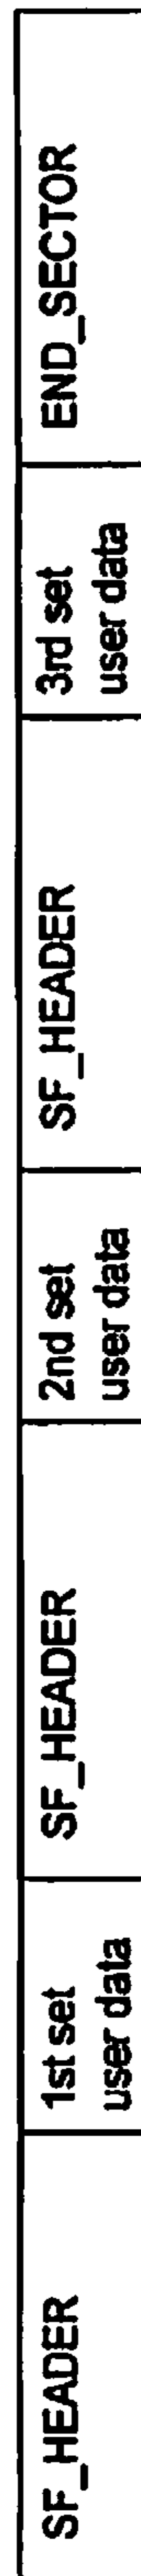 SF_HEADER
1st set
user data
SF_HEADER
2nd set
user data
SF_HEADER
3rd set
user data
END_SECTOR